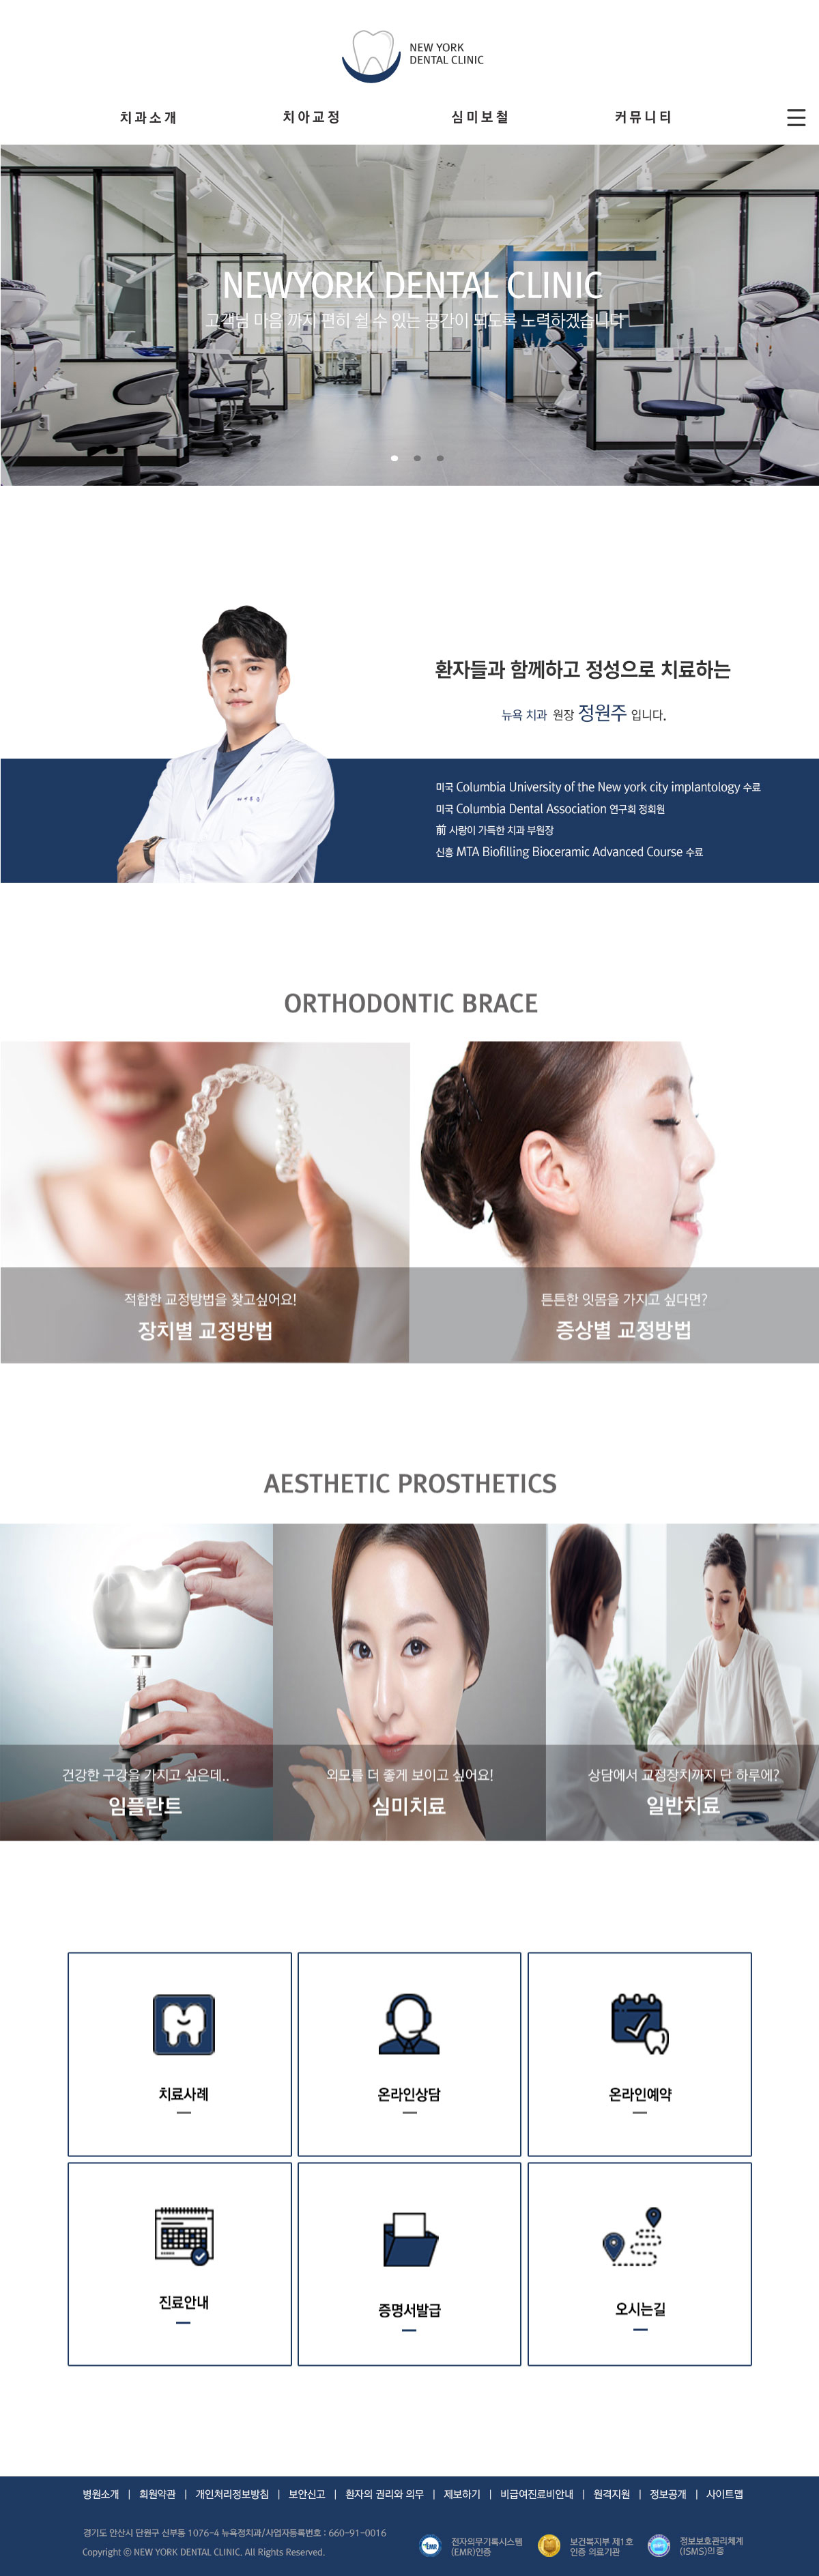 NEW YORK
DENTAL CLINIC
치과소개 치아교정 심미보철 커뮤니티
NEWYORK DENTAL CLINIC
고객님 마음 까지 편히 쉴 수 있는 공간이 되도록 노력하겠습니다
환자들과 함께하고 정성으로 치료하는
뉴욕 치과 원장 정원주 입니다.
미국 Columbia University of the New york city implantology 수료
미국 Columbia Dental Association 연구회 정회원
前 사랑이 가득한 치과 부원장
신흥 MTA Biofilling Bioceramic Advanced Course 수료
ORTHODONTIC BRACE
적합한 교정방법을 찾고싶어요!
장치별 교정방법
튼튼한 잇몸을 가지고 싶다면?
증상별 교정방법
AESTHETIC PROSTHETICS
건강한 구강을 가지고 싶은데..
임플란트
외모를 더 좋게 보이고 싶어요!
심미치료
상담에서 교정장치까지 단 하루에?
일반치료
치료사례
온라인상담
온라인예약
진료안내
증명서발급
오시는길
병원소개 | 회원약관 | 개인처리정보방침 | 보안신고 | 환자의 권리와 의무 | 제보하기 | 비급여진료비안내 | 원격지원 | 정보공개 | 사이트맵
경기도 안산시 단원구 신부동 1076-4 뉴욕정치과/사업자등록번호 : 660-91-0016
Copyright ⓒ NEW YORK DENTAL CLINIC. All Rights Reserved.
EMR
전자의무기록시스템
(EMR)인증
보건복지부 제1호
인증 의료기관
정보보호관리체계
(ISMS)인증